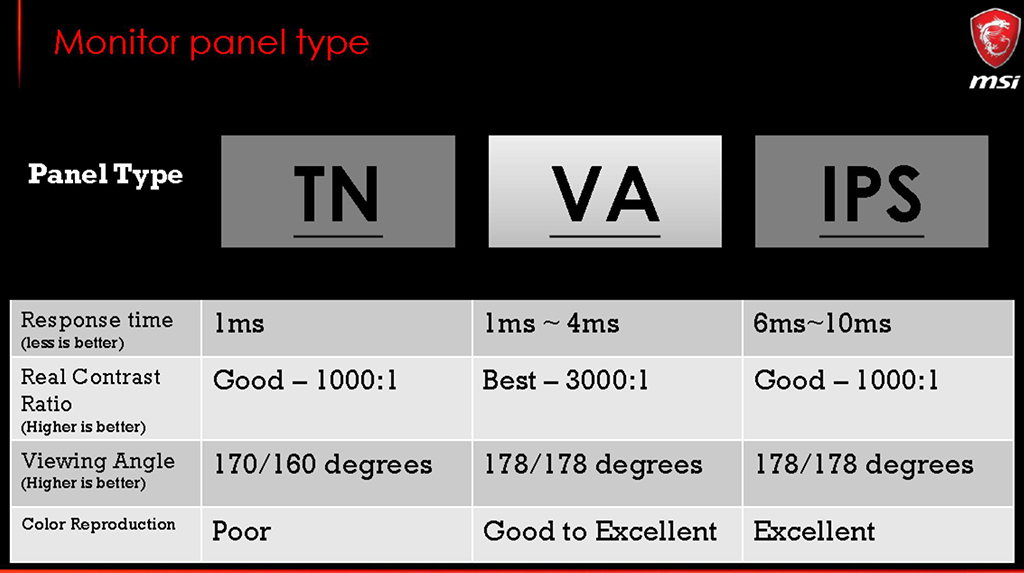 Monitor panel type
msi
Panel Type
TN
VA
IPS
Response time
(less is better)
1ms
1ms ~ 4ms
6ms~10ms
Real Contrast
Ratio
(Higher is better)
Good – 1000:1
Best – 3000:1
Good – 1000:1
Viewing Angle
(Higher is better)
170/160 degrees
178/178 degrees
178/178 degrees
Color Reproduction
Poor
Good to Excellent
Excellent